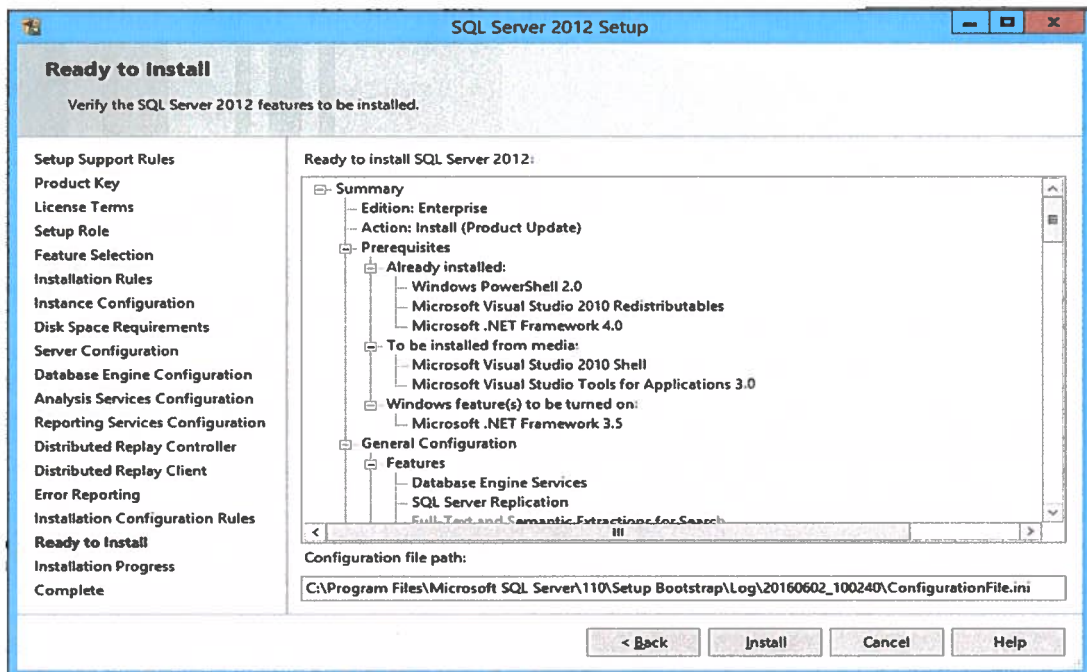 SQL Server 2012 Setup
Ready to Install
Verify the SQL Server 2012 features to be installed.
Setup Support Rules
Product Key
License Terms
Setup Role
Feature Selection
Installation Rules
Instance Configuration
Disk Space Requirements
Server Configuration
Database Engine Configuration
Analysis Services Configuration
Reporting Services Configuration
Distributed Replay Controller
Distributed Replay Client
Error Reporting
Installation Configuration Rules
Ready to Install
Installation Progress
Complete
Ready to install SQL Server 2012:
Summary
Edition: Enterprise
Action: Install (Product Update)
Prerequisites
Already installed:
Windows PowerShell 2.0
Microsoft Visual Studio 2010 Redistributables
Microsoft .NET Framework 4.0
To be installed from media:
Microsoft Visual Studio 2010 Shell
Microsoft Visual Studio Tools for Applications 3.0
Windows feature(s) to be turned on:
Microsoft .NET Framework 3.5
General Configuration
Features
Database Engine Services
SQL Server Replication
Full-Text and Semantic Extractions for Search
Configuration file path:
C:\Program Files\Microsoft SQL Server\110\Setup Bootstrap\Log\20160602_100240\ConfigurationFile.ini
< Back
Install
Cancel
Help